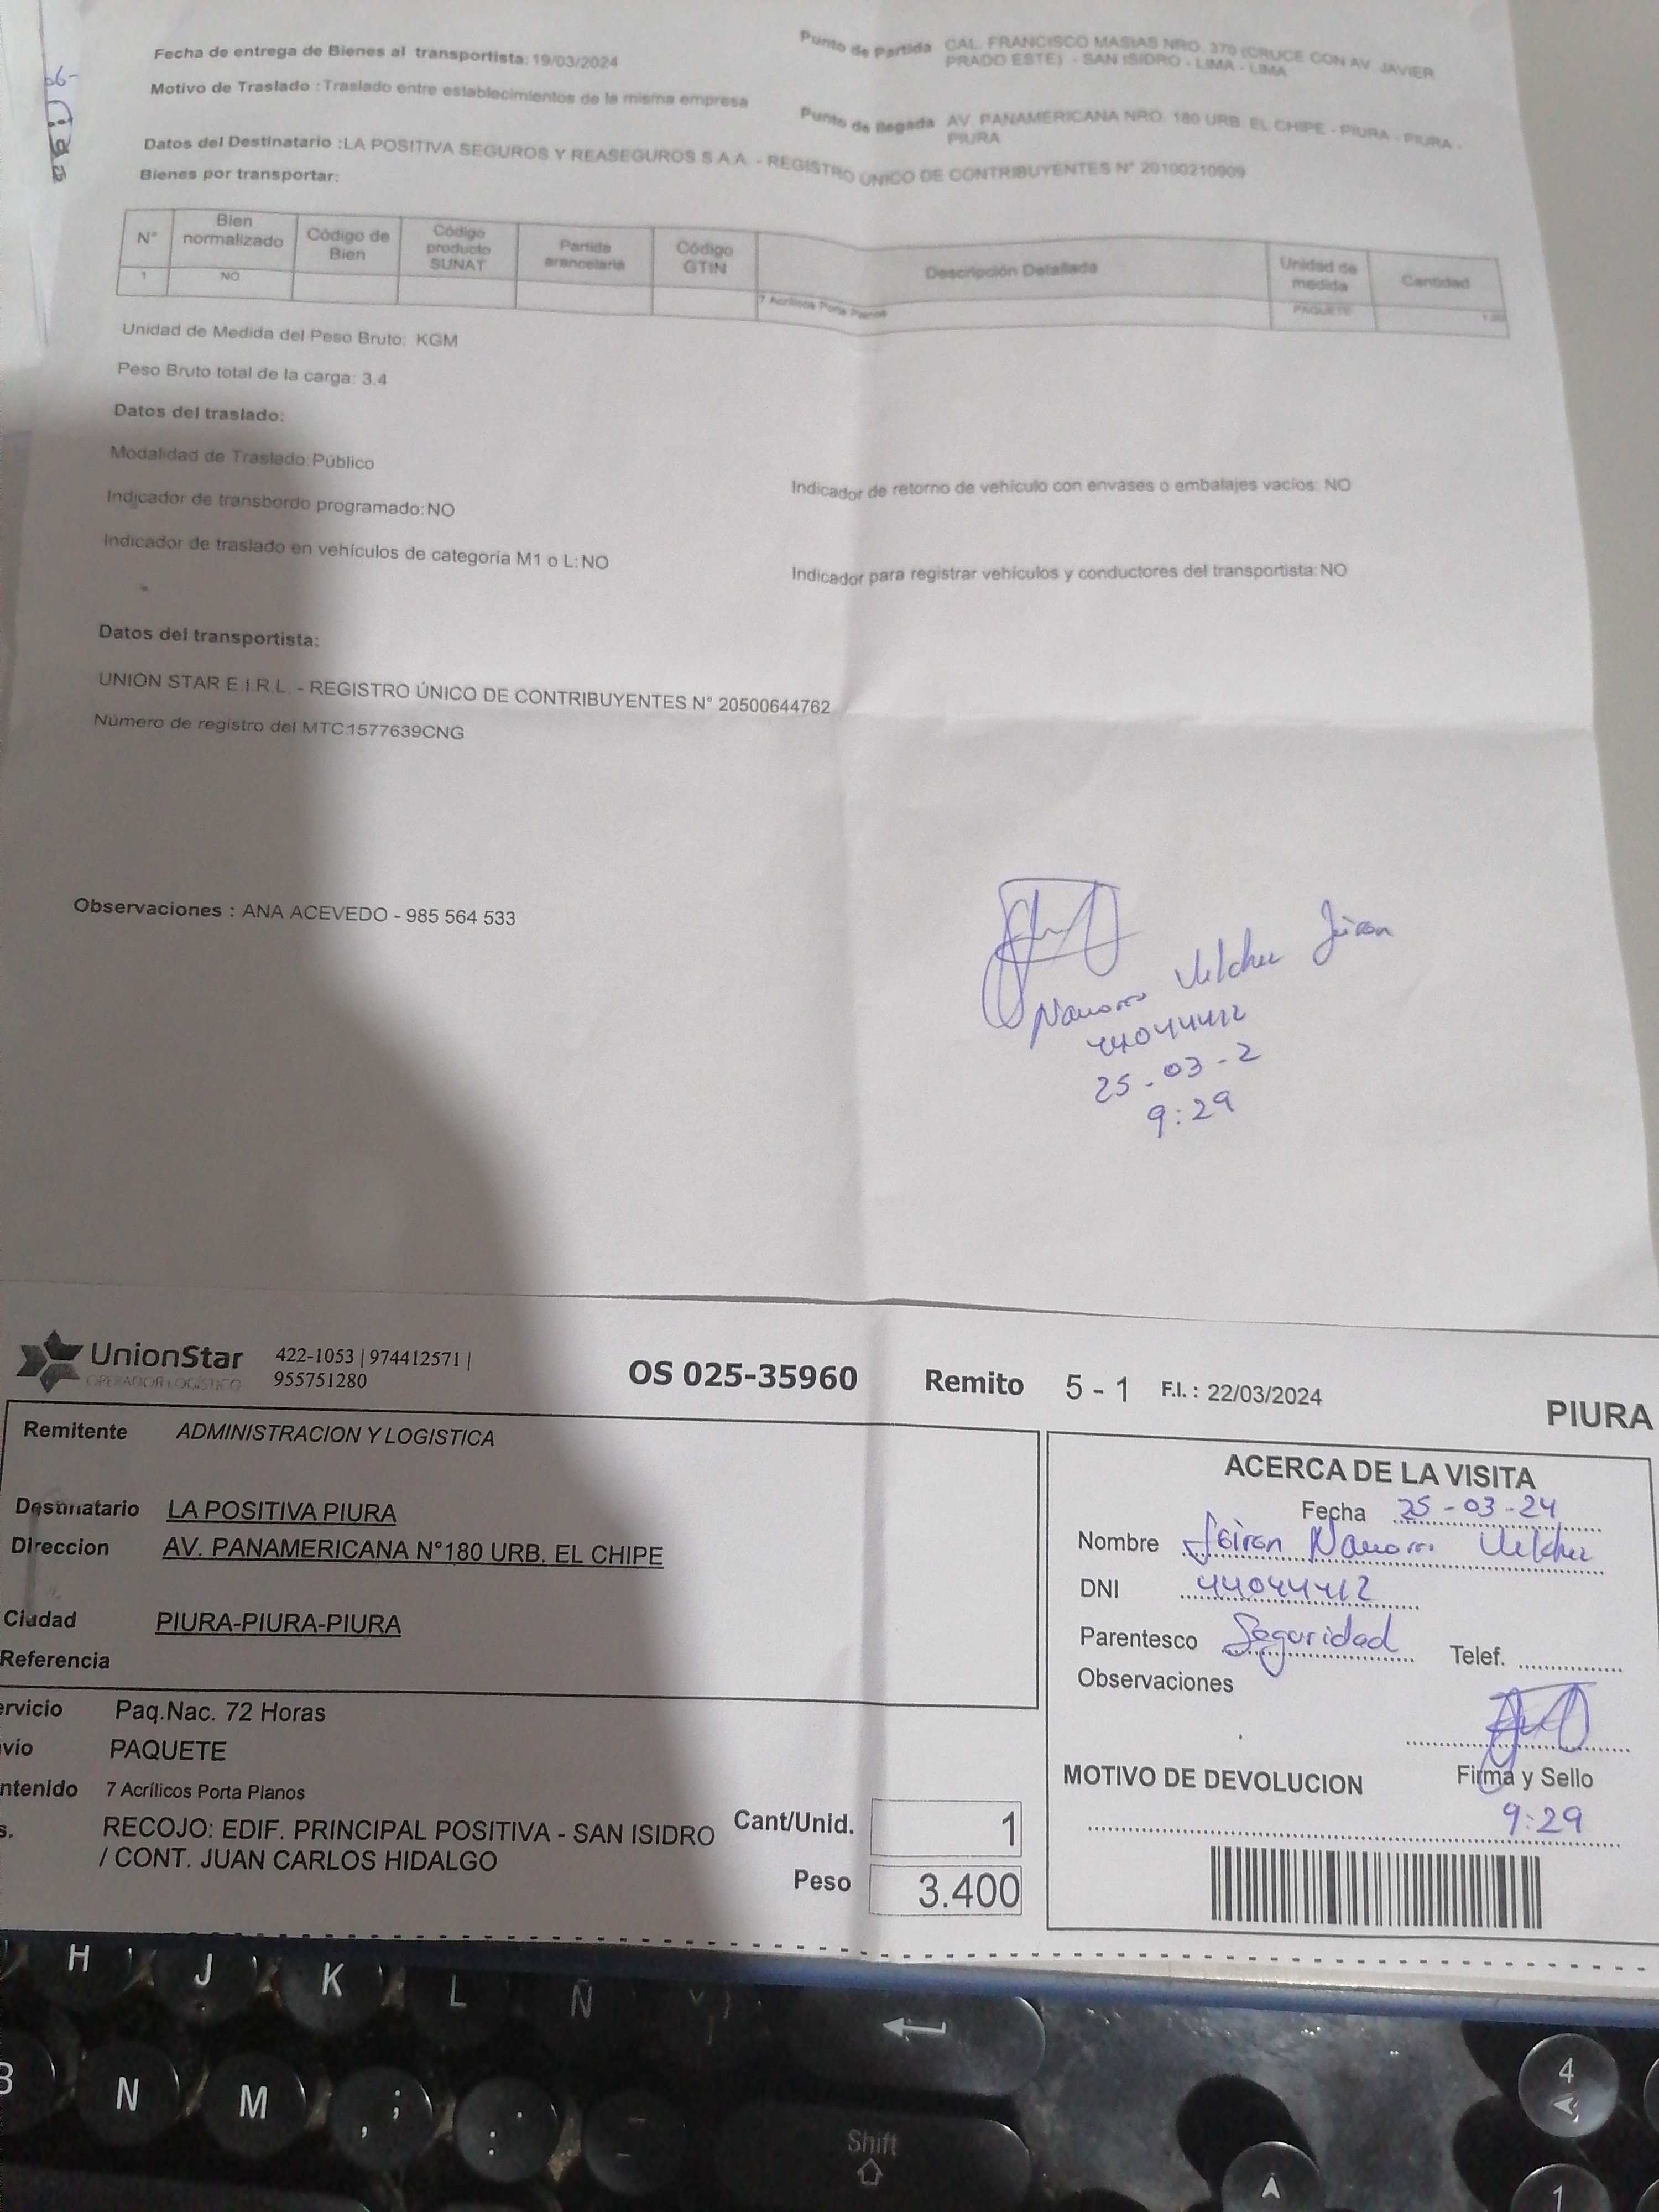 Fecha de entrega de Bienes al transportista: 19/03/2024
Punto de Partida CAL. FRANCISCO MASIAS NRO. 370 (CRUCE CON AV. JAVIER
PRADO ESTE) - SAN ISIDRO - LIMA - LIMA
Motivo de Traslado : Traslado entre establecimientos de la misma empresa
Punto de llegada AV. PANAMERICANA NRO. 180 URB. EL CHIPE - PIURA - PIURA -
PIURA
Datos del Destinatario : LA POSITIVA SEGUROS Y REASEGUROS S A A. - REGISTRO ÚNICO DE CONTRIBUYENTES N° 20100210909
Bienes por transportar:
N° Bien normalizado Código de Bien Código producto SUNAT Partida arancelaria Código GTIN Descripción Detallada Unidad de medida Cantidad
1 NO 7 Acrílicos Porta Planos PAQUETE
Unidad de Medida del Peso Bruto: KGM
Peso Bruto total de la carga: 3.4
Datos del traslado:
Modalidad de Traslado: Público
Indicador de retorno de vehículo con envases o embalajes vacíos: NO
Indicador de transbordo programado: NO
Indicador de traslado en vehículos de categoría M1 o L: NO
Indicador para registrar vehículos y conductores del transportista: NO
Datos del transportista:
UNION STAR E.I.R.L. - REGISTRO ÚNICO DE CONTRIBUYENTES N° 20500644762
Número de registro del MTC:1577639CNG
Observaciones : ANA ACEVEDO - 985 564 533
Navarro Vilchez Jeiron
44044412
25-03-2
9:29
UnionStar
OPERADOR LOGÍSTICO
422-1053 | 974412571 |
955751280
OS 025-35960 Remito 5 - 1 F.I. : 22/03/2024
PIURA
Remitente ADMINISTRACION Y LOGISTICA
Destinatario LA POSITIVA PIURA
Direccion AV. PANAMERICANA N°180 URB. EL CHIPE
Ciudad PIURA-PIURA-PIURA
Referencia
ervicio Paq.Nac. 72 Horas
vío PAQUETE
ntenido 7 Acrílicos Porta Planos
s. RECOJO: EDIF. PRINCIPAL POSITIVA - SAN ISIDRO
/ CONT. JUAN CARLOS HIDALGO
Cant/Unid. 1
Peso 3.400
ACERCA DE LA VISITA
Fecha 25-03-24
Nombre Jeiron Navarro Vilchez
DNI 44044412
Parentesco Seguridad Telef.
Observaciones
MOTIVO DE DEVOLUCION
Firma y Sello
9:29
H J K L Ñ
N M , ; . : -
Shift
4
1